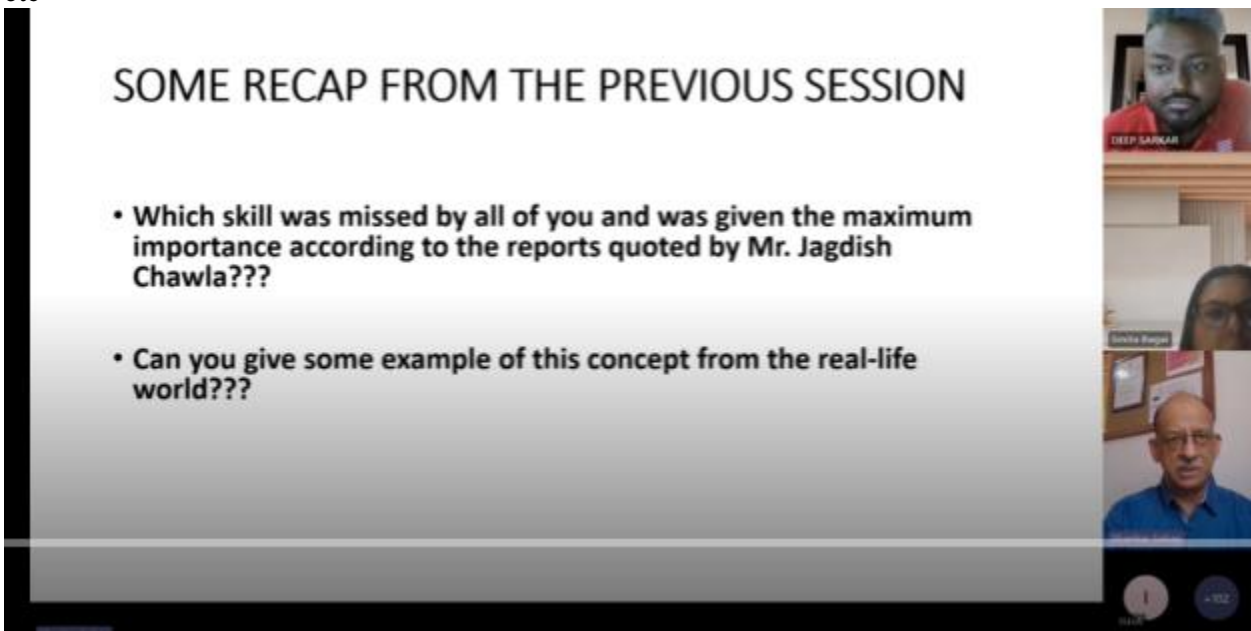 SOME RECAP FROM THE PREVIOUS SESSION
• Which skill was missed by all of you and was given the maximum
importance according to the reports quoted by Mr. Jagdish
Chawla???
• Can you give some example of this concept from the real-life
world???
DEEP SARKAR
I
+102